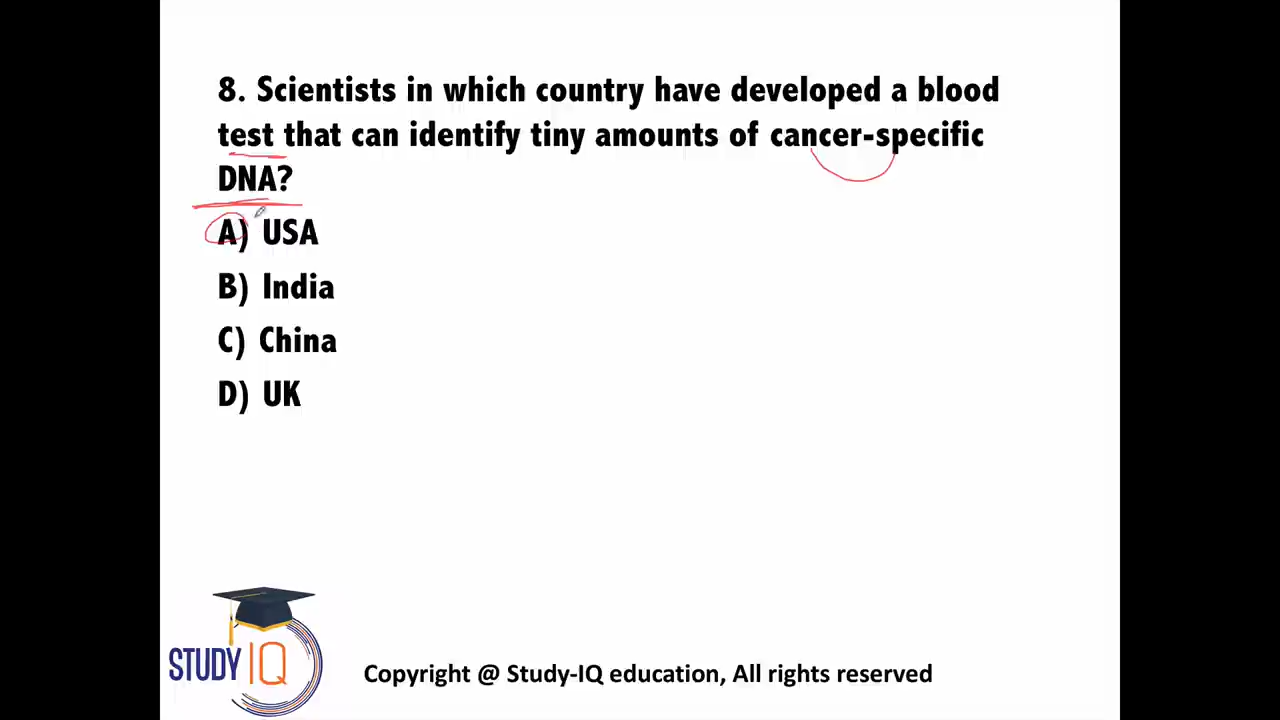 8. Scientists in which country have developed a blood
test that can identify tiny amounts of cancer-specific
DNA?
A) USA
B) India
C) China
D) UK
STUDY IQ
Copyright @ Study-IQ education, All rights reserved